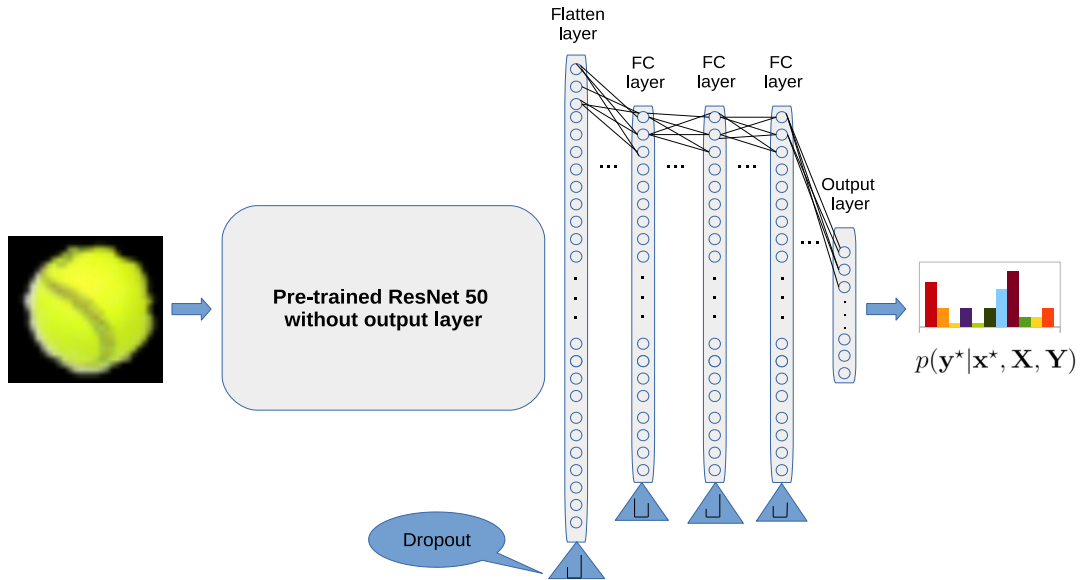 Flatten
layer
FC
layer
FC
layer
FC
layer
Output
layer
Pre-trained ResNet 50
without output layer
p(y⋆|x⋆, X, Y)
Dropout